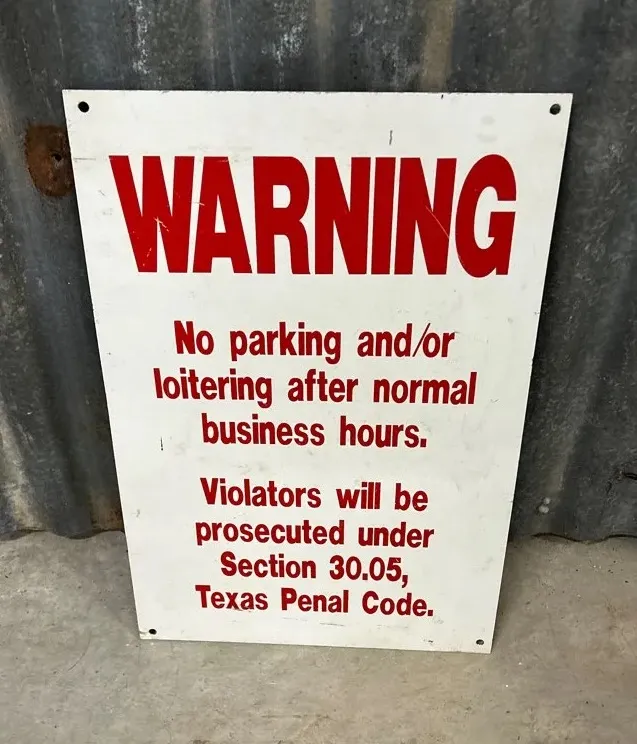 WARNING
No parking and/or
loitering after normal
business hours.
Violators will be
prosecuted under
Section 30.05,
Texas Penal Code.